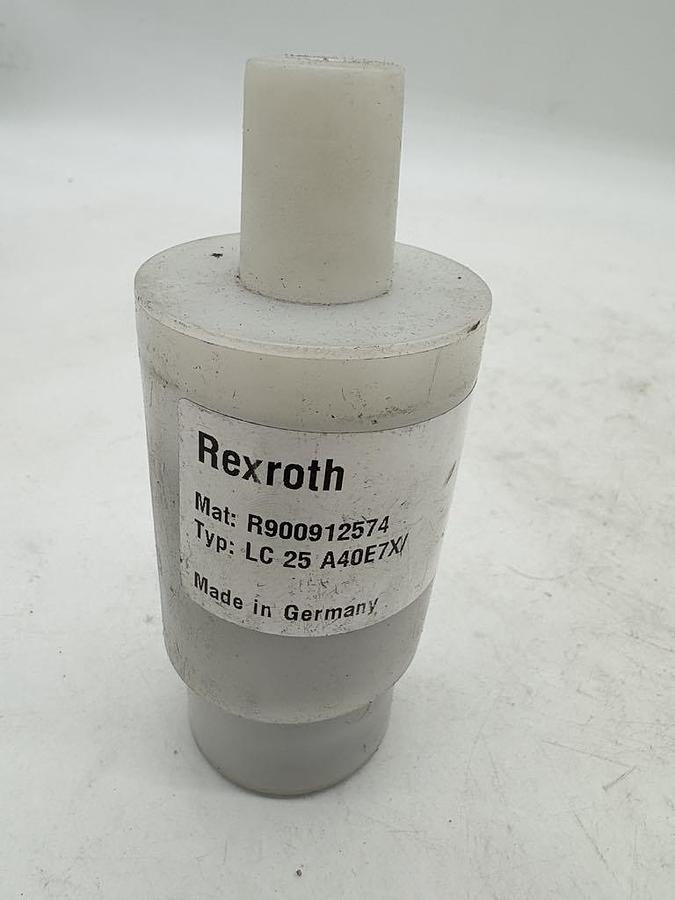 Rexroth
Mat: R900912574
Typ: LC 25 A40E7X/
Made in Germany